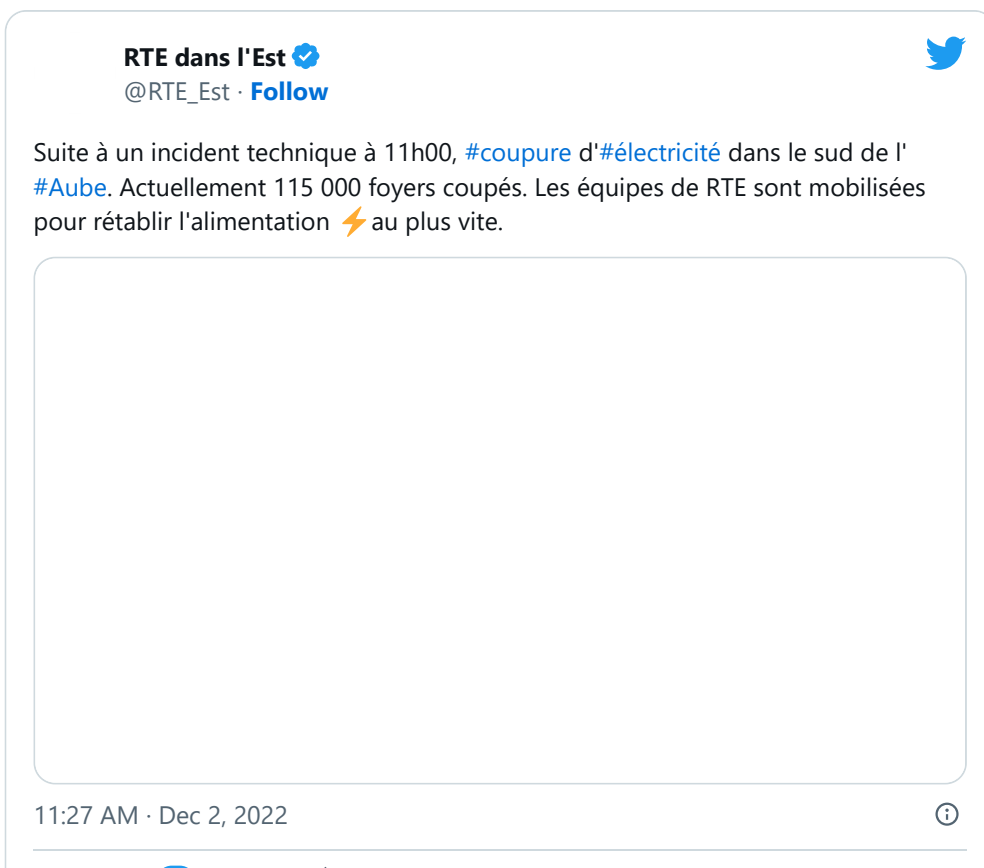 RTE dans l'Est
@RTE_Est · Follow
Suite à un incident technique à 11h00, #coupure d'#électricité dans le sud de l'
#Aube. Actuellement 115 000 foyers coupés. Les équipes de RTE sont mobilisées
pour rétablir l'alimentation ⚡au plus vite.
11:27 AM · Dec 2, 2022